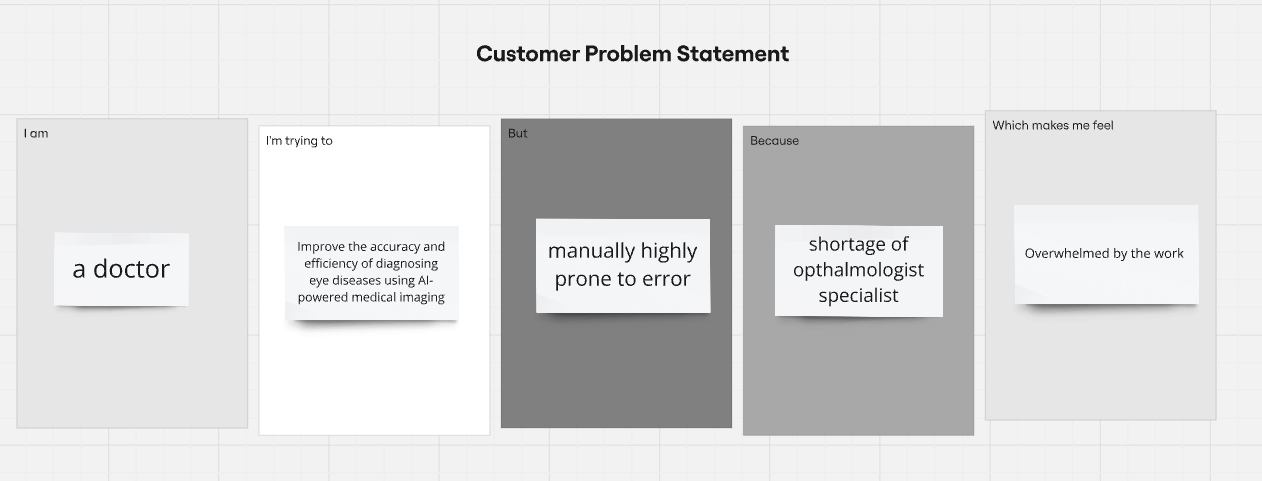 Customer Problem Statement
I am
a doctor
I'm trying to
Improve the accuracy and
efficiency of diagnosing
eye diseases using AI-
powered medical imaging
But
manually highly
prone to error
Because
shortage of
opthalmologist
specialist
Which makes me feel
Overwhelmed by the work